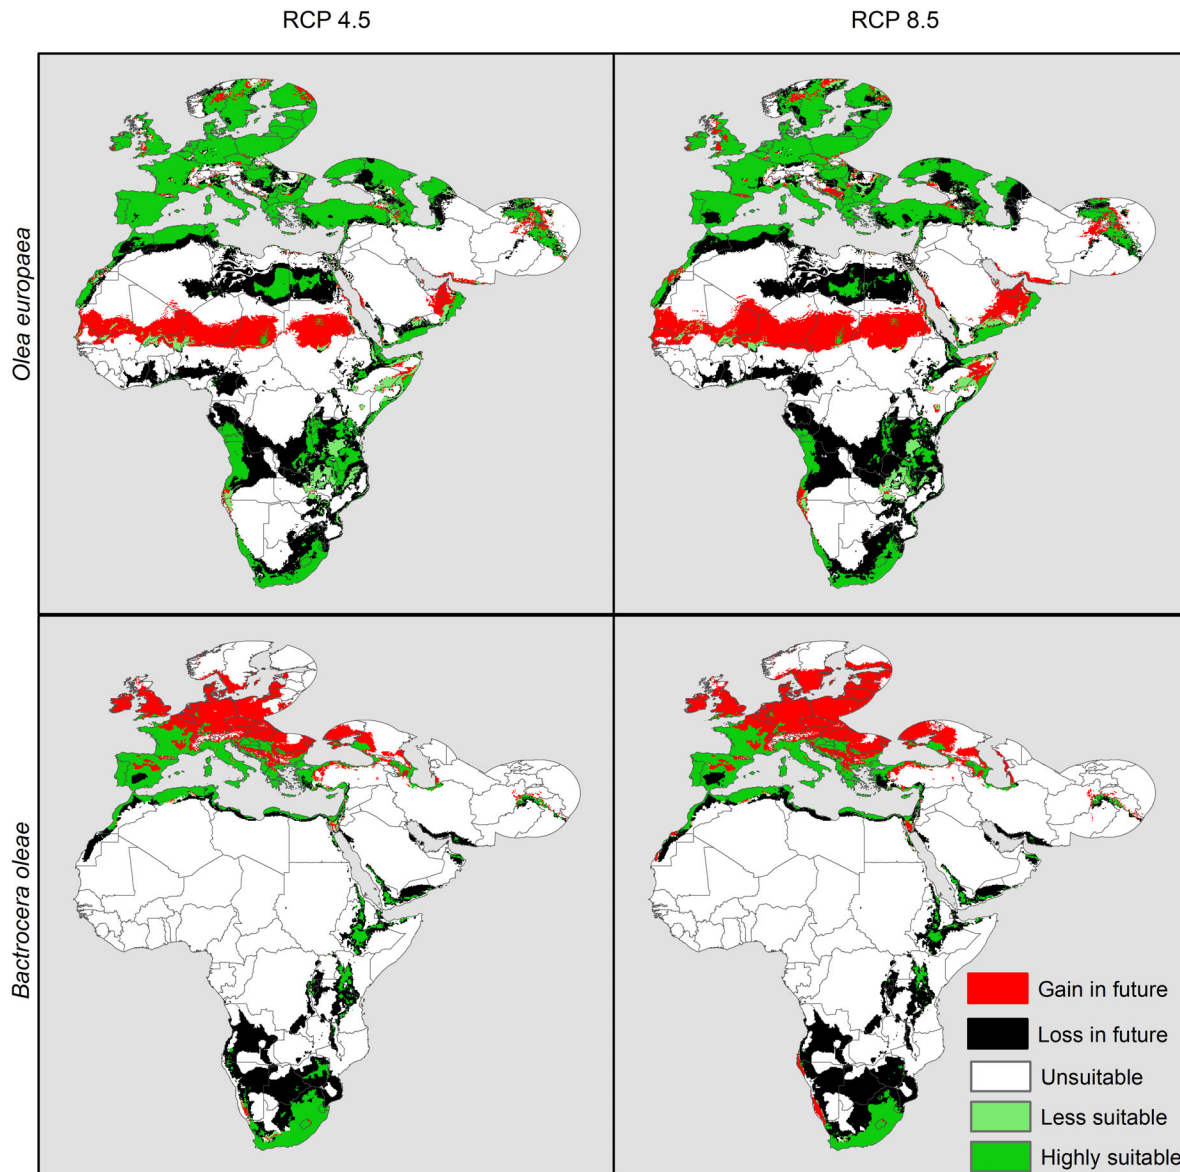 RCP 4.5
RCP 8.5
Olea europaea
Bactrocera oleae
Gain in future
Loss in future
Unsuitable
Less suitable
Highly suitable